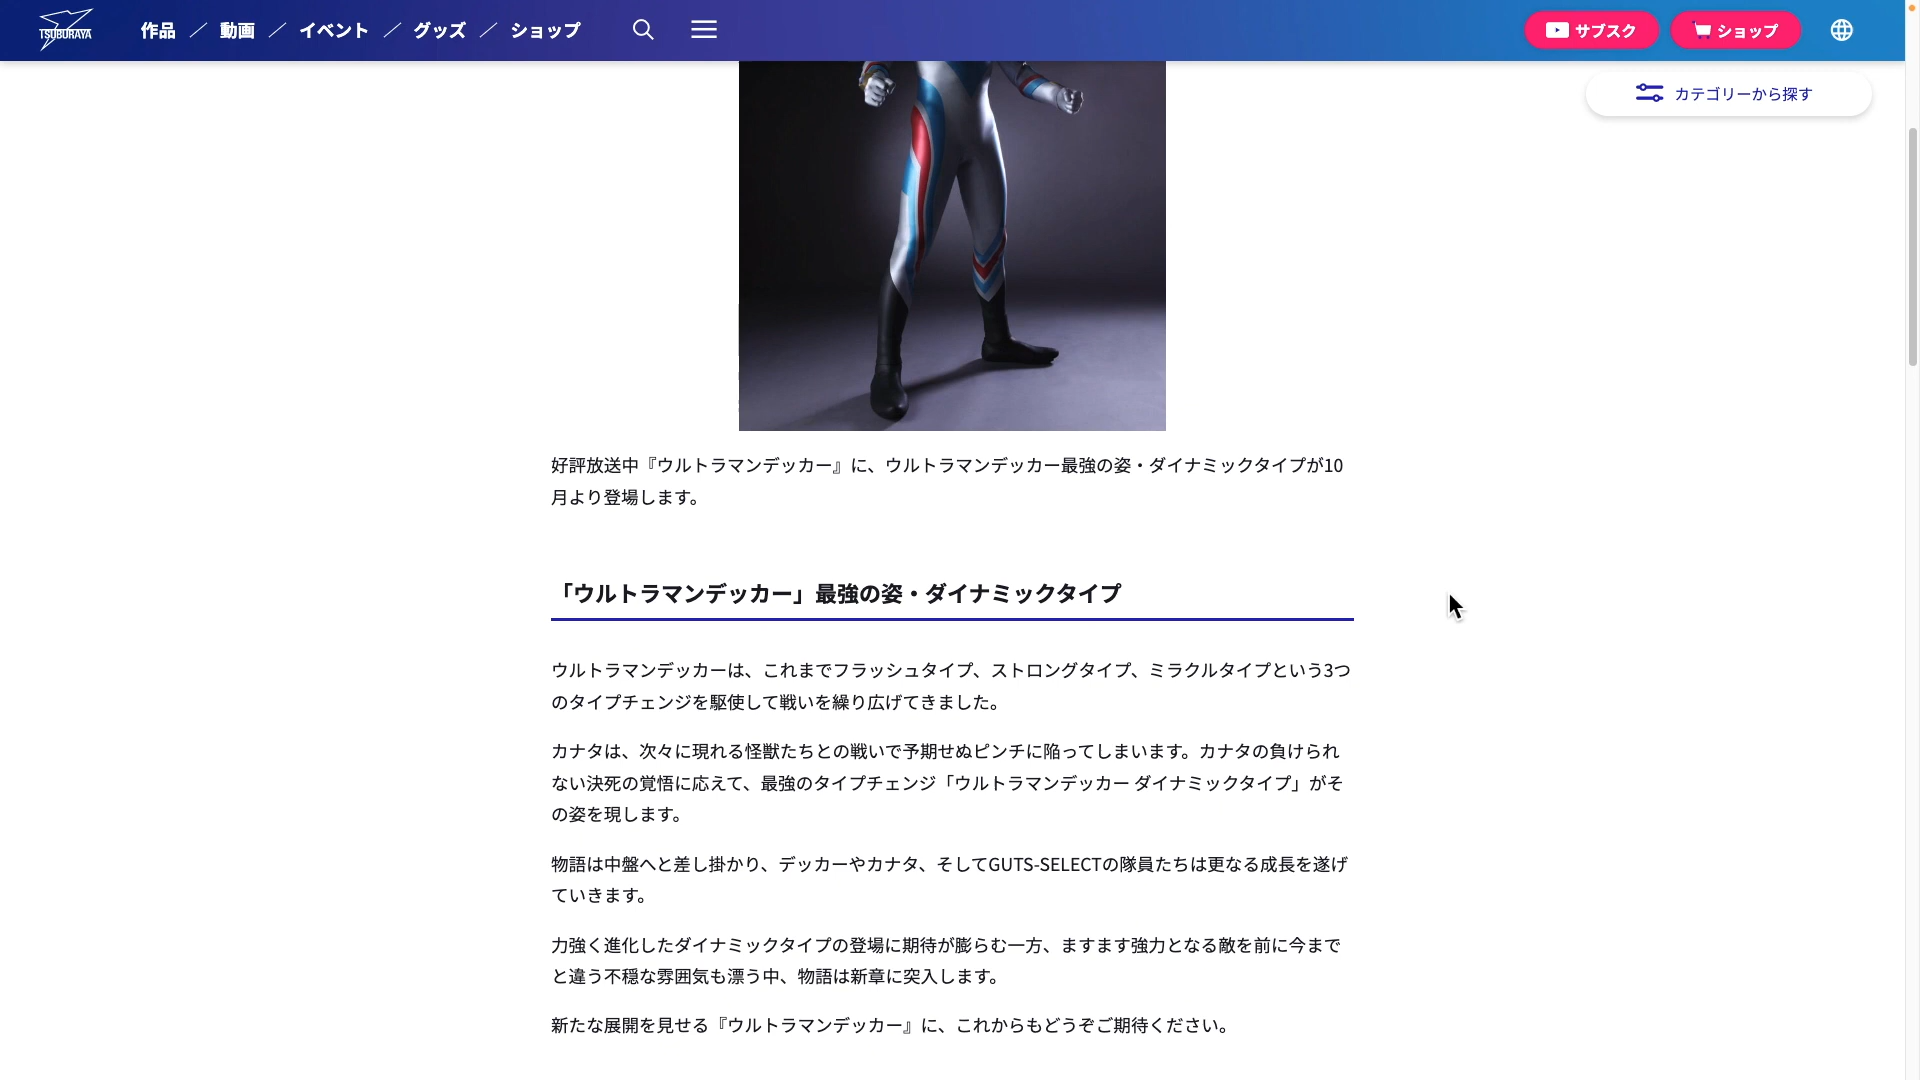 TSUBURAYA
作品 ／ 動画 ／ イベント ／ グッズ ／ ショップ
サブスク
ショップ
カテゴリーから探す
好評放送中『ウルトラマンデッカー』に、ウルトラマンデッカー最強の姿・ダイナミックタイプが10
月より登場します。
「ウルトラマンデッカー」最強の姿・ダイナミックタイプ
ウルトラマンデッカーは、これまでフラッシュタイプ、ストロングタイプ、ミラクルタイプという3つ
のタイプチェンジを駆使して戦いを繰り広げてきました。
カナタは、次々に現れる怪獣たちとの戦いで予期せぬピンチに陥ってしまいます。カナタの負けられ
ない決死の覚悟に応えて、最強のタイプチェンジ「ウルトラマンデッカー ダイナミックタイプ」がそ
の姿を現します。
物語は中盤へと差し掛かり、デッカーやカナタ、そしてGUTS-SELECTの隊員たちは更なる成長を遂げ
ていきます。
力強く進化したダイナミックタイプの登場に期待が膨らむ一方、ますます強力となる敵を前に今まで
と違う不穏な雰囲気も漂う中、物語は新章に突入します。
新たな展開を見せる『ウルトラマンデッカー』に、これからもどうぞご期待ください。